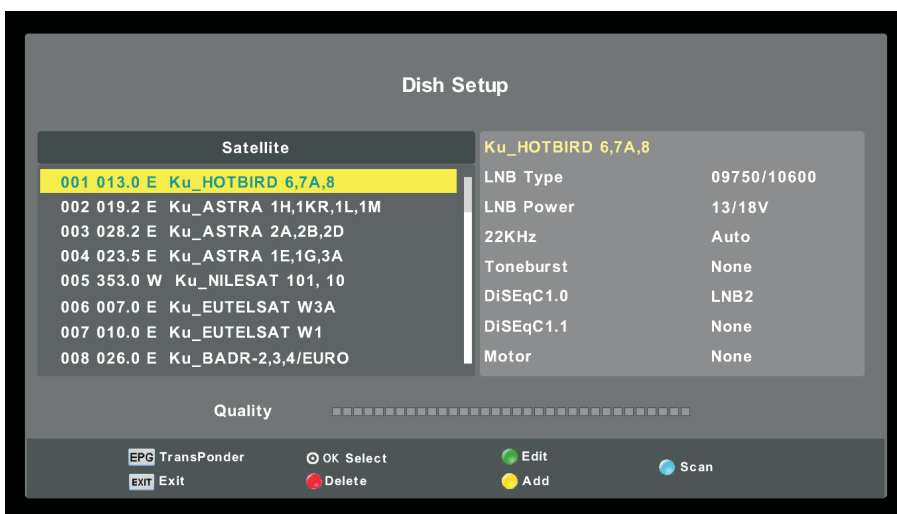 Dish Setup
Satellite
001 013.0 E Ku_HOTBIRD 6,7A,8
002 019.2 E Ku_ASTRA 1H,1KR,1L,1M
003 028.2 E Ku_ASTRA 2A,2B,2D
004 023.5 E Ku_ASTRA 1E,1G,3A
005 353.0 W Ku_NILESAT 101, 10
006 007.0 E Ku_EUTELSAT W3A
007 010.0 E Ku_EUTELSAT W1
008 026.0 E Ku_BADR-2,3,4/EURO
Ku_HOTBIRD 6,7A,8
LNB Type 09750/10600
LNB Power 13/18V
22KHz Auto
Toneburst None
DiSEqC1.0 LNB2
DiSEqC1.1 None
Motor None
Quality
EPG TransPonder
OK Select
Edit
Scan
EXIT Exit
Delete
Add